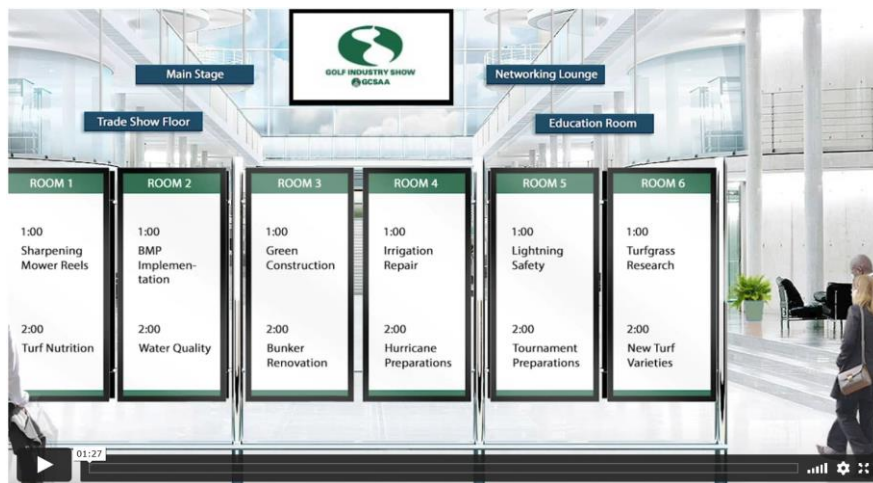 GOLF INDUSTRY SHOW
GCSAA
Main Stage
Networking Lounge
Trade Show Floor
Education Room
ROOM 1
1:00
Sharpening
Mower Reels
2:00
Turf Nutrition
ROOM 2
1:00
BMP
Implemen-
tation
2:00
Water Quality
ROOM 3
1:00
Green
Construction
2:00
Bunker
Renovation
ROOM 4
1:00
Irrigation
Repair
2:00
Hurricane
Preparations
ROOM 5
1:00
Lightning
Safety
2:00
Tournament
Preparations
ROOM 6
1:00
Turfgrass
Research
2:00
New Turf
Varieties
01:27